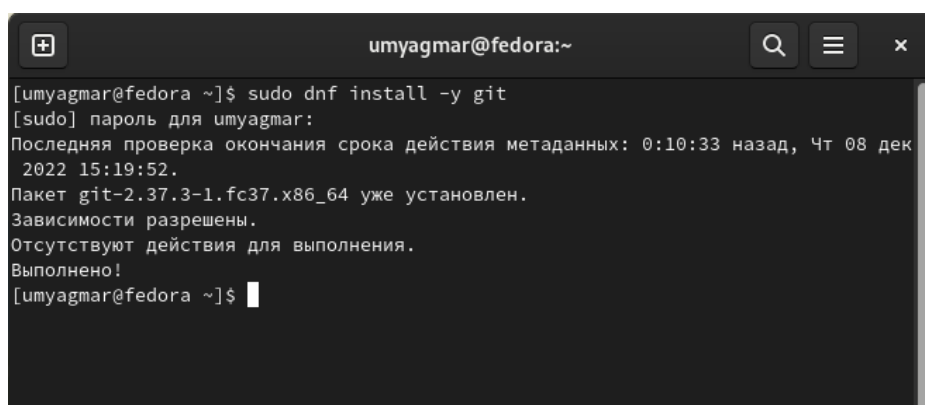 umyagmar@fedora:~
[umyagmar@fedora ~]$ sudo dnf install -y git
[sudo] пароль для umyagmar:
Последняя проверка окончания срока действия метаданных: 0:10:33 назад, Чт 08 дек
 2022 15:19:52.
Пакет git-2.37.3-1.fc37.x86_64 уже установлен.
Зависимости разрешены.
Отсутствуют действия для выполнения.
Выполнено!
[umyagmar@fedora ~]$